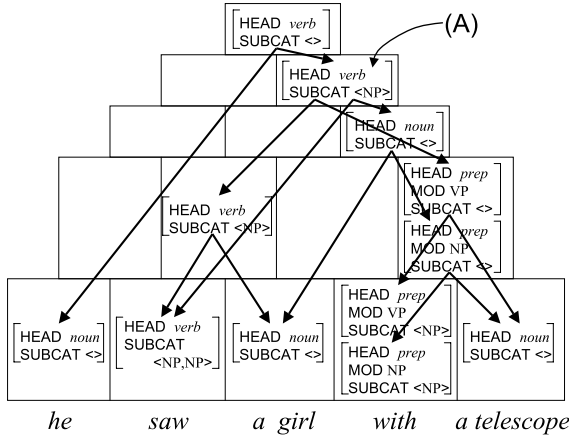 HEAD verb
SUBCAT <>
(A)
HEAD verb
SUBCAT <NP>
HEAD noun
SUBCAT <>
HEAD verb
SUBCAT <NP>
HEAD prep
MOD VP
SUBCAT <>
HEAD prep
MOD NP
SUBCAT <>
HEAD noun
SUBCAT <>
HEAD verb
SUBCAT
<NP,NP>
HEAD noun
SUBCAT <>
HEAD prep
MOD VP
SUBCAT <NP>
HEAD prep
MOD NP
SUBCAT <NP>
HEAD noun
SUBCAT <>
he saw a girl with a telescope